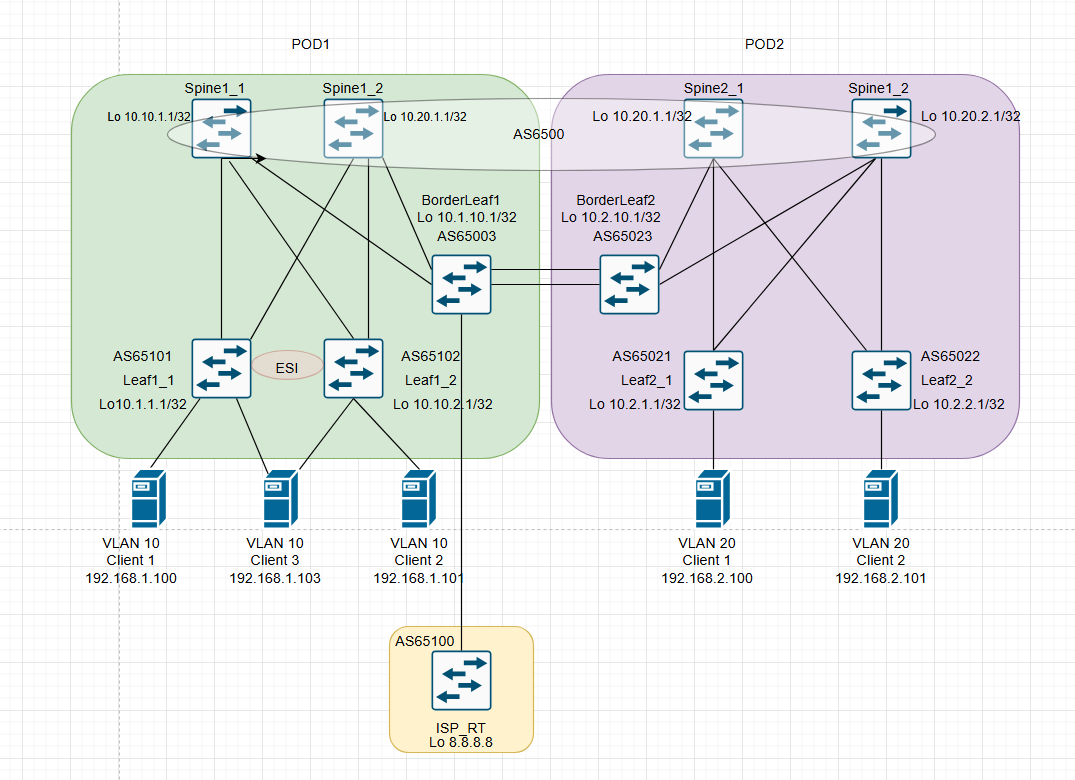 POD1
POD2
Spine1_1
Spine1_2
Spine2_1
Spine1_2
Lo 10.10.1.1/32
Lo 10.20.1.1/32
Lo 10.20.1.1/32
Lo 10.20.2.1/32
AS6500
BorderLeaf1
Lo 10.1.10.1/32
AS65003
BorderLeaf2
Lo 10.2.10.1/32
AS65023
AS65101
Leaf1_1
Lo10.1.1.1/32
ESI
AS65102
Leaf1_2
Lo 10.10.2.1/32
AS65021
Leaf2_1
Lo 10.2.1.1/32
AS65022
Leaf2_2
Lo 10.2.2.1/32
VLAN 10
Client 1
192.168.1.100
VLAN 10
Client 3
192.168.1.103
VLAN 10
Client 2
192.168.1.101
VLAN 20
Client 1
192.168.2.100
VLAN 20
Client 2
192.168.2.101
AS65100
ISP_RT
Lo 8.8.8.8